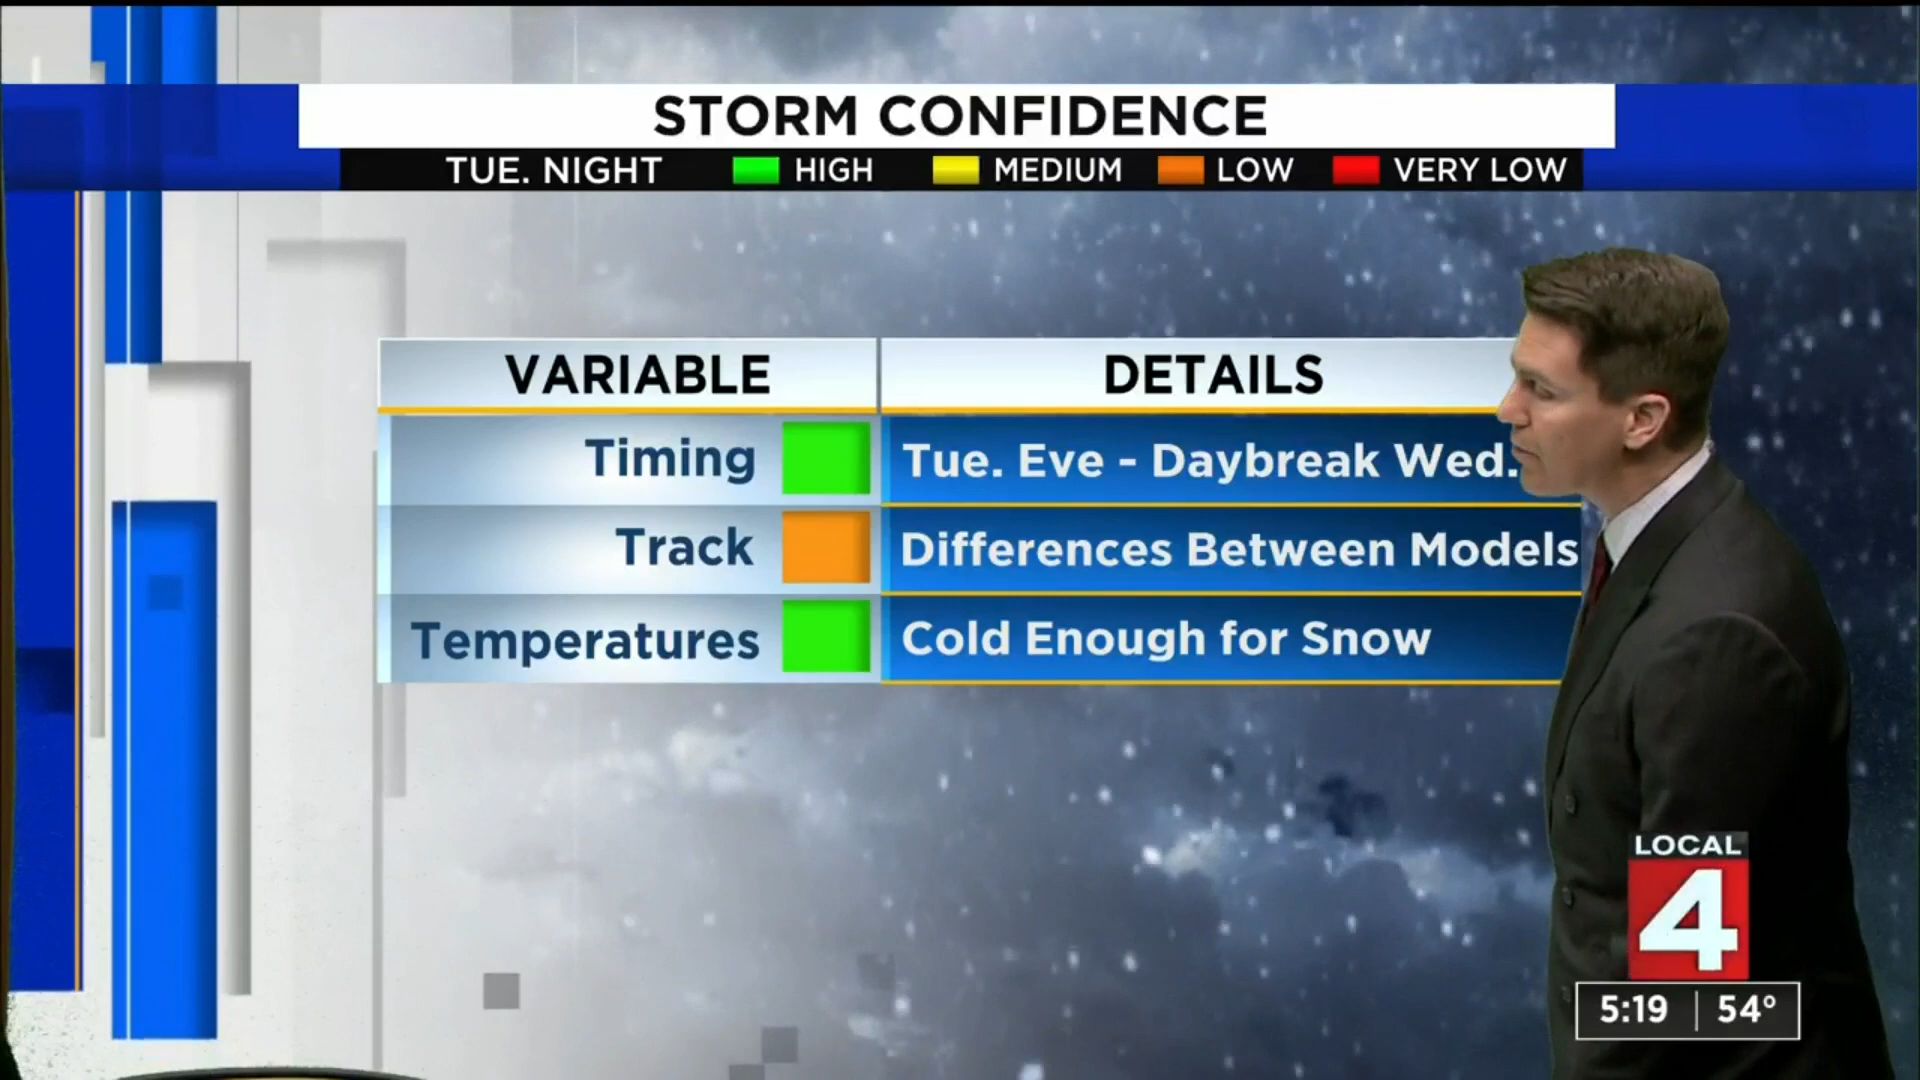 STORM CONFIDENCE
TUE. NIGHT HIGH MEDIUM LOW VERY LOW
VARIABLE DETAILS
Timing Tue. Eve - Daybreak Wed.
Track Differences Between Models
Temperatures Cold Enough for Snow
LOCAL
4
5:19 54°